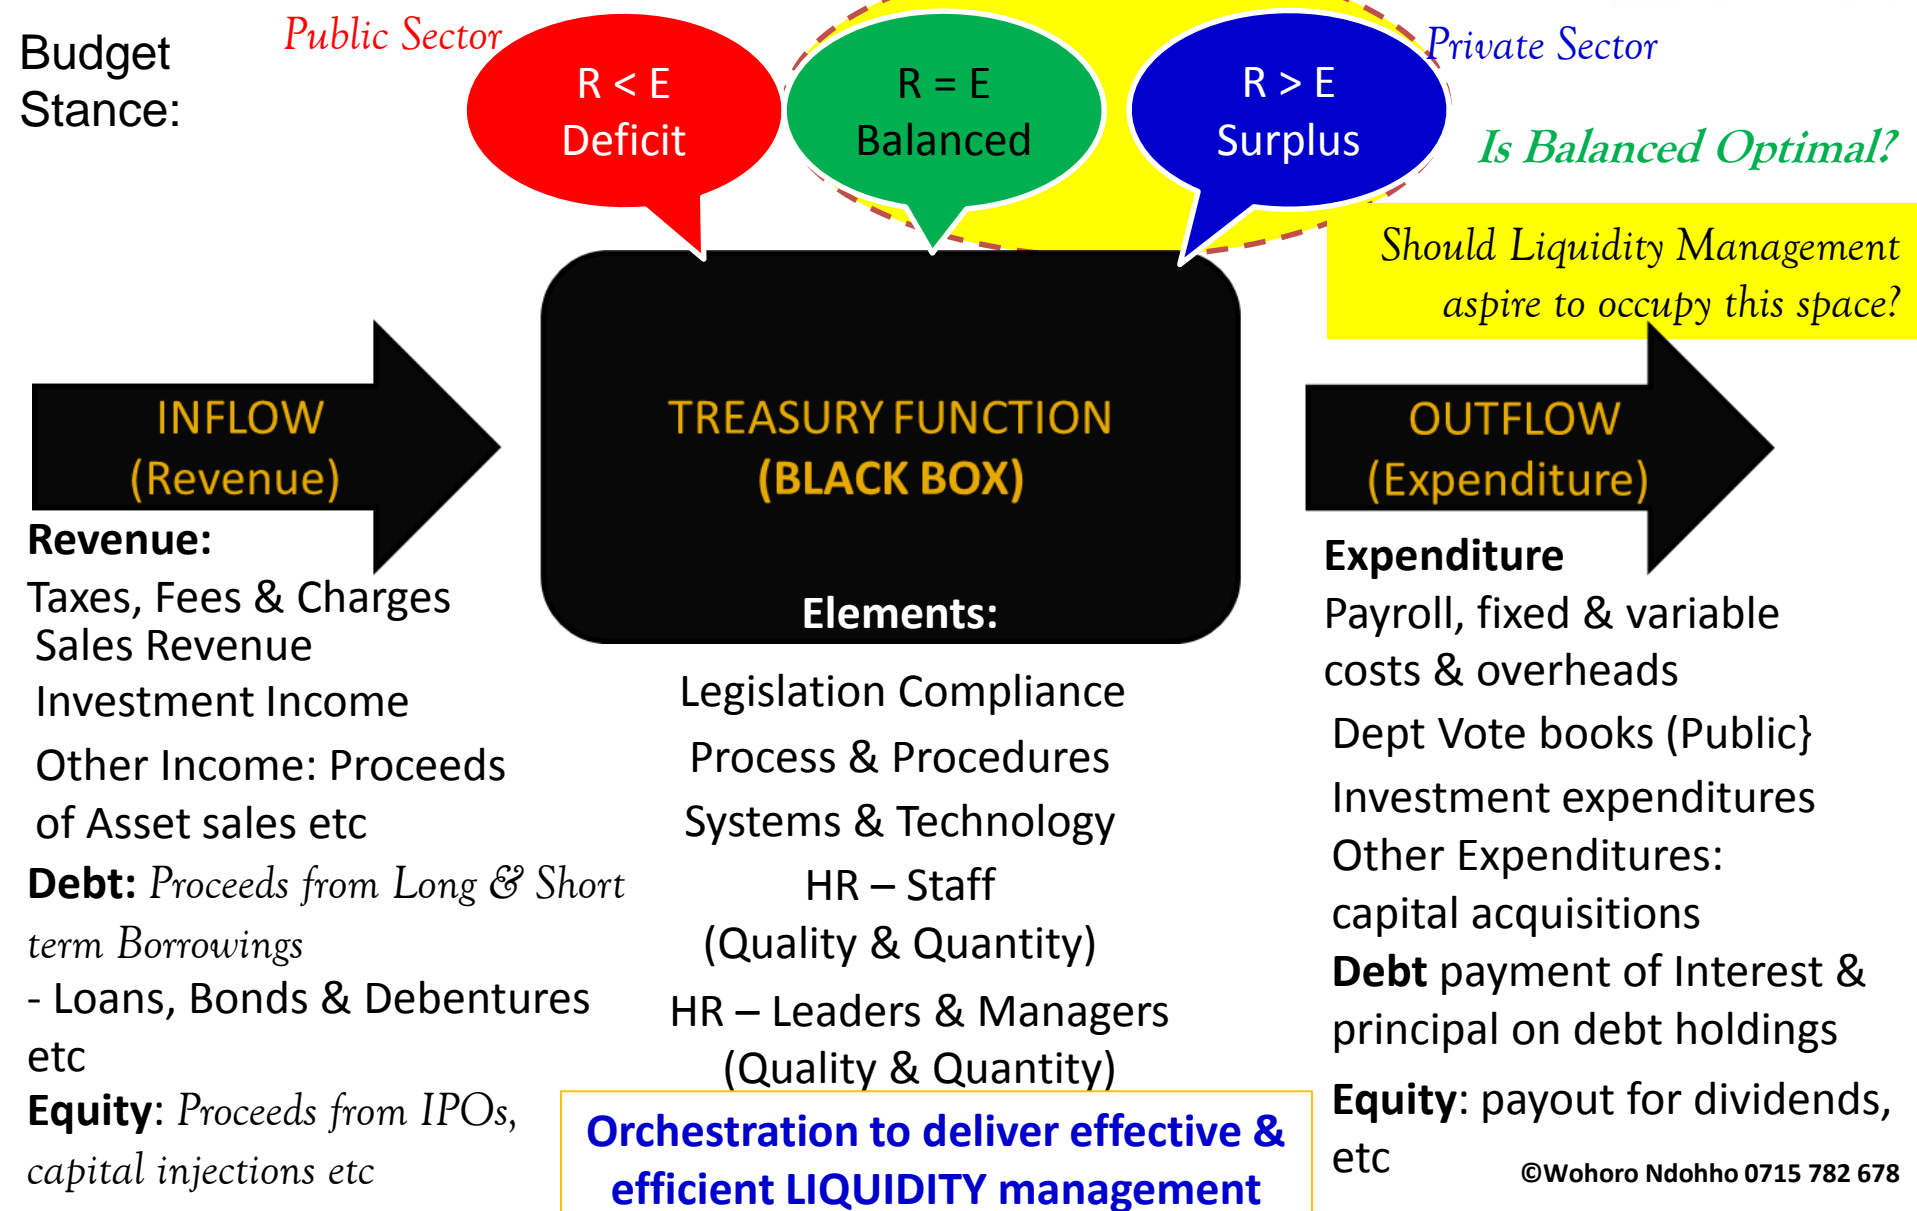 Budget
Stance:
Public Sector
R < E
Deficit
R = E
Balanced
R > E
Surplus
Private Sector
Is Balanced Optimal?
Should Liquidity Management
aspire to occupy this space?
INFLOW
(Revenue)
TREASURY FUNCTION
(BLACK BOX)
Elements:
OUTFLOW
(Expenditure)
Revenue:
Taxes, Fees & Charges
Sales Revenue
Investment Income
Other Income: Proceeds
of Asset sales etc
Debt: Proceeds from Long & Short
term Borrowings
- Loans, Bonds & Debentures
etc
Equity: Proceeds from IPOs,
capital injections etc
Legislation Compliance
Process & Procedures
Systems & Technology
HR – Staff
(Quality & Quantity)
HR – Leaders & Managers
(Quality & Quantity)
Orchestration to deliver effective &
efficient LIQUIDITY management
Expenditure
Payroll, fixed & variable
costs & overheads
Dept Vote books (Public}
Investment expenditures
Other Expenditures:
capital acquisitions
Debt payment of Interest &
principal on debt holdings
Equity: payout for dividends,
etc
©Wohoro Ndohho 0715 782 678